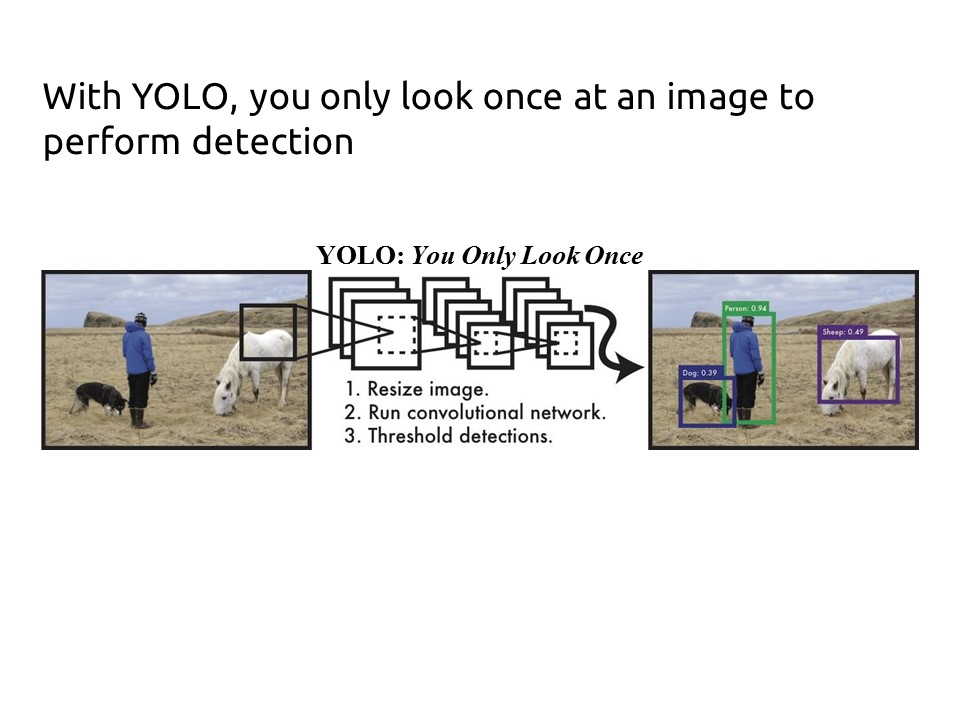 With YOLO, you only look once at an image to
perform detection
YOLO: You Only Look Once
1. Resize image.
2. Run convolutional network.
3. Threshold detections.
Person: 0.94
Sheep: 0.49
Dog: 0.39